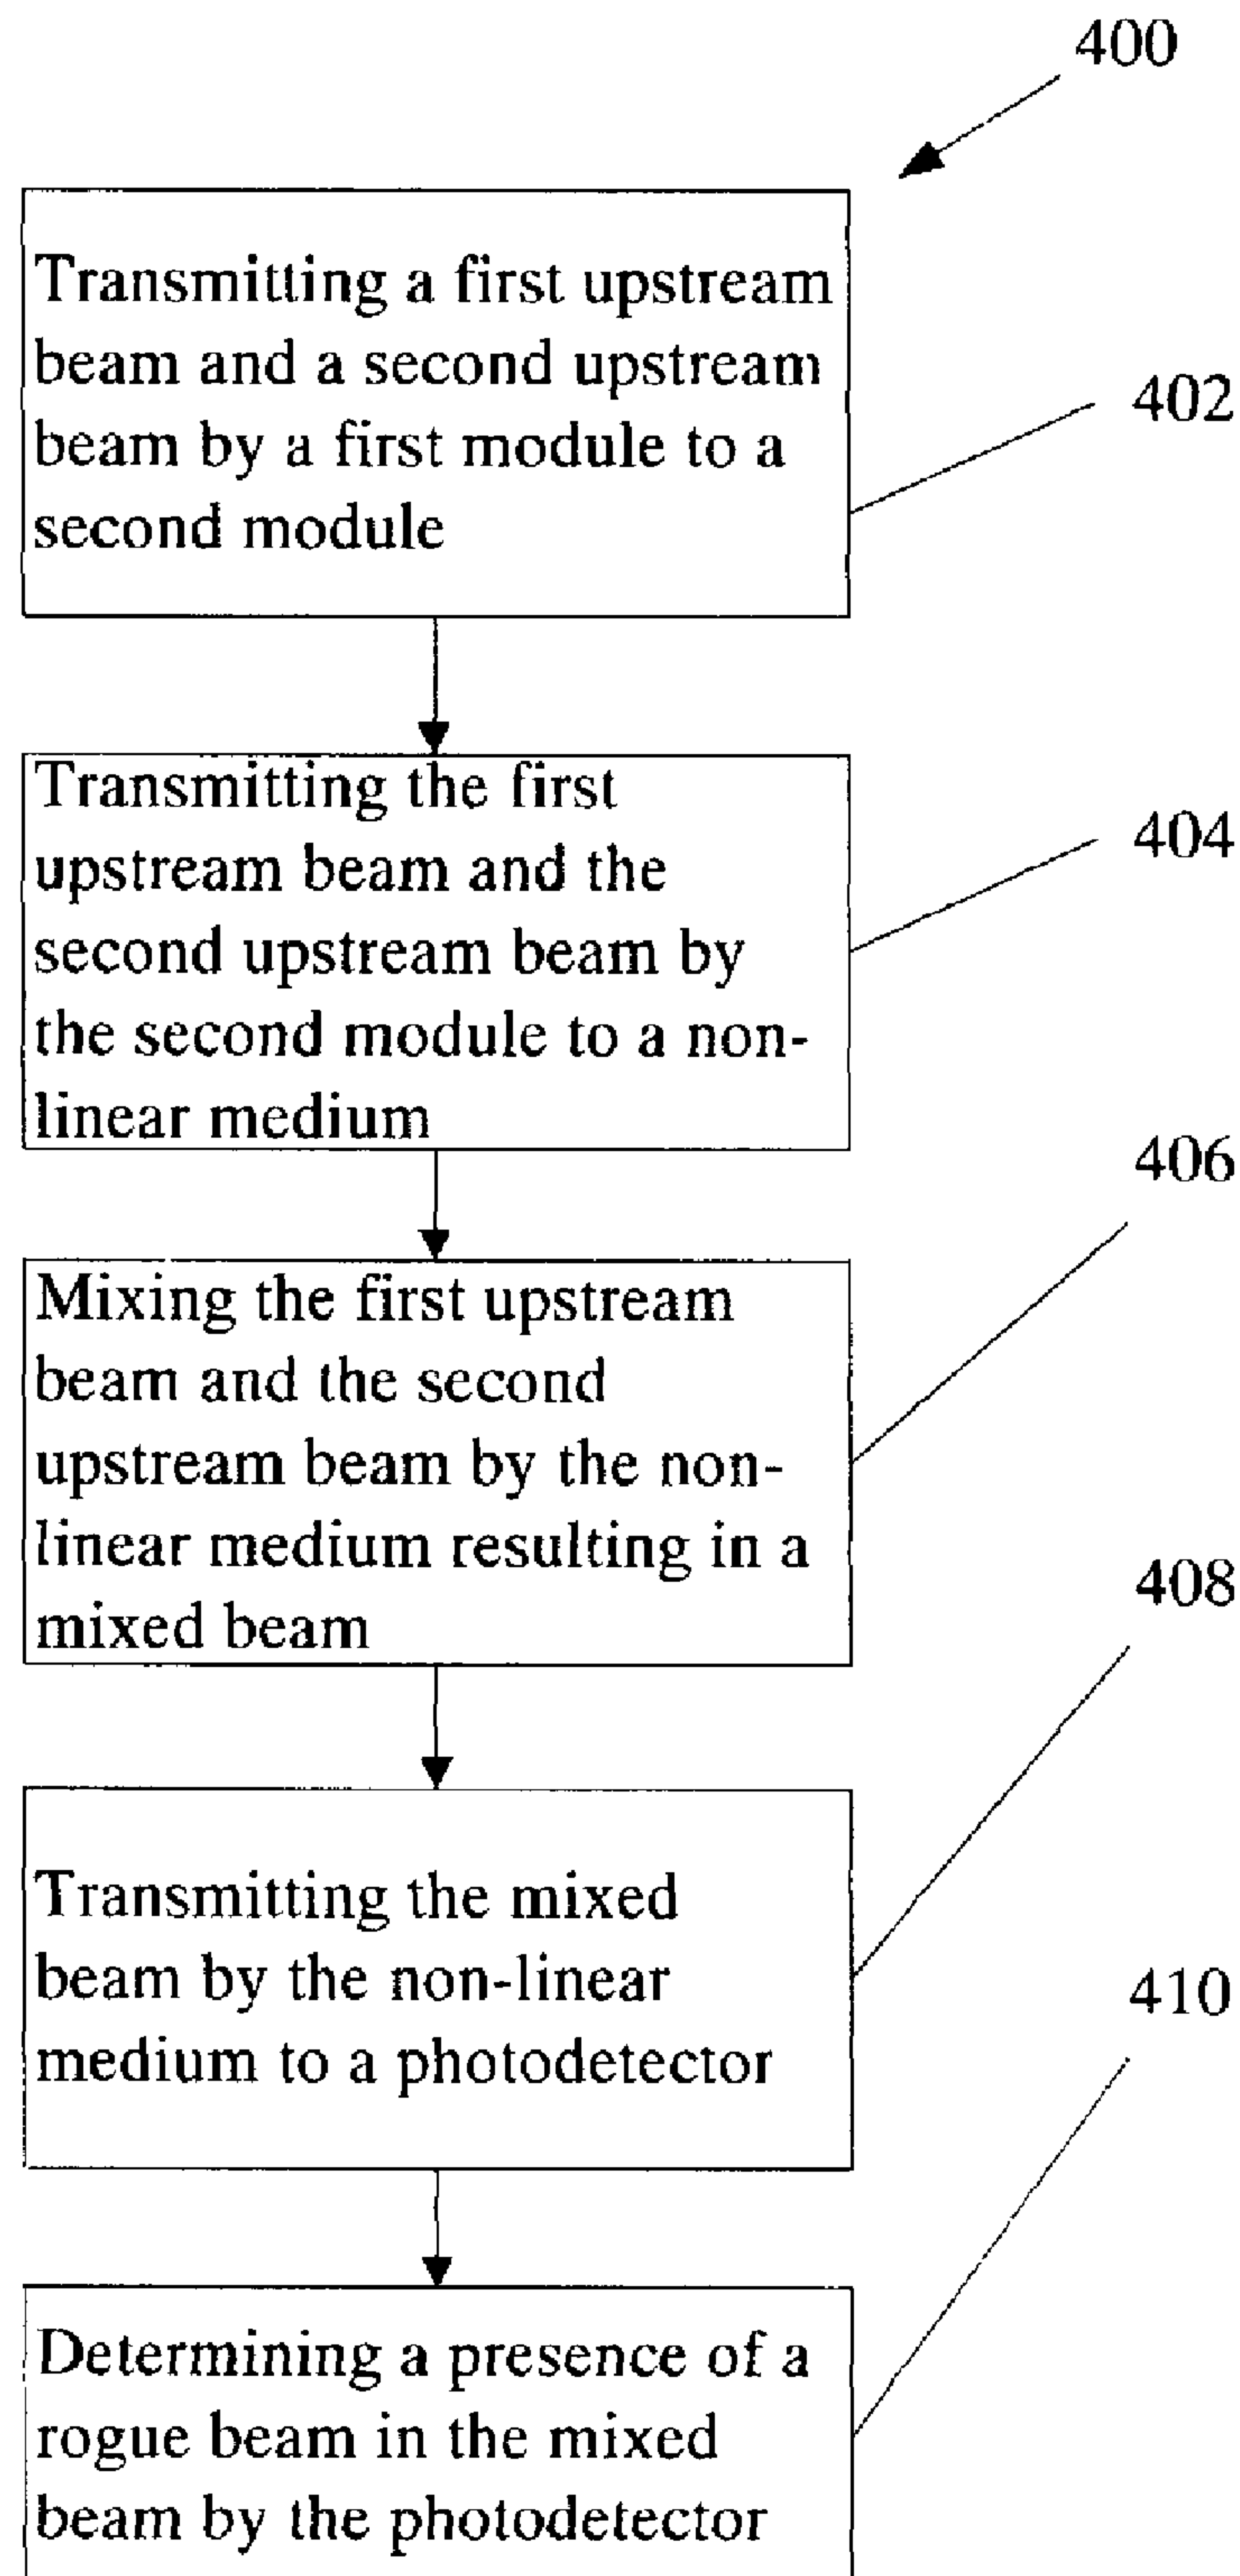 400
Transmitting a first upstream
beam and a second upstream
beam by a first module to a
second module
402
Transmitting the first
upstream beam and the
second upstream beam by
the second module to a non-
linear medium
404
Mixing the first upstream
beam and the second
upstream beam by the non-
linear medium resulting in a
mixed beam
406
Transmitting the mixed
beam by the non-linear
medium to a photodetector
408
Determining a presence of a
rogue beam in the mixed
beam by the photodetector
410